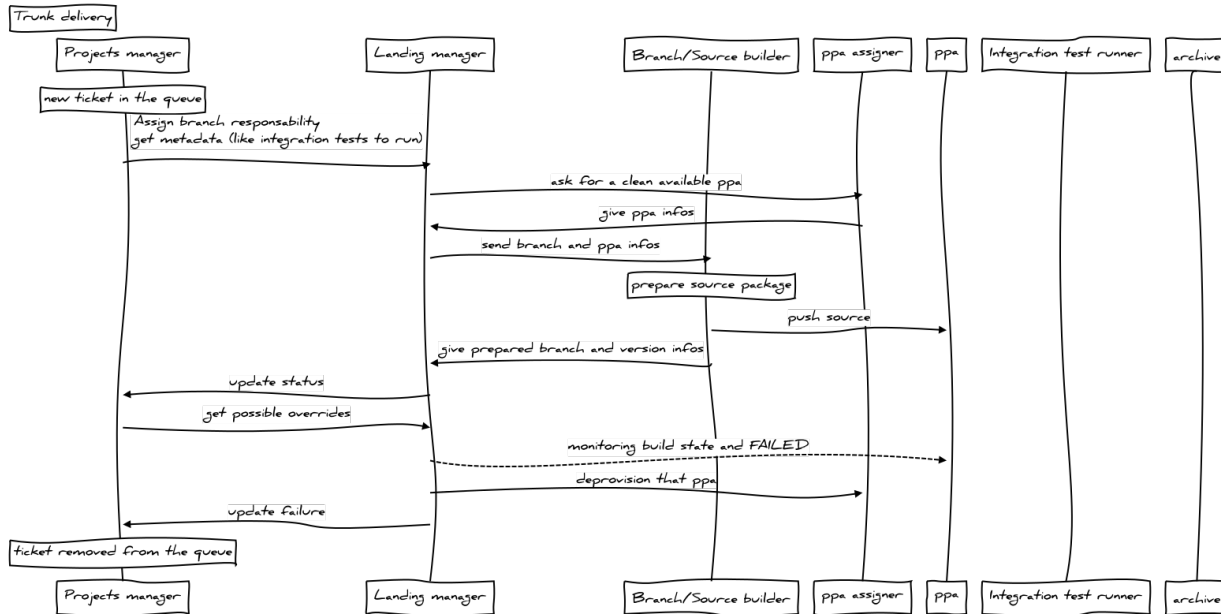 Trunk delivery
Projects manager
Landing manager
Branch/Source builder
ppa assigner
ppa
Integration test runner
archive
new ticket in the queue
Assign branch responsability
get metadata (like integration tests to run)
ask for a clean available ppa
give ppa infos
send branch and ppa infos
prepare source package
push source
give prepared branch and version infos
update status
get possible overrides
monitoring build state and FAILED
deprovision that ppa
update failure
ticket removed from the queue
Projects manager
Landing manager
Branch/Source builder
ppa assigner
ppa
Integration test runner
archive